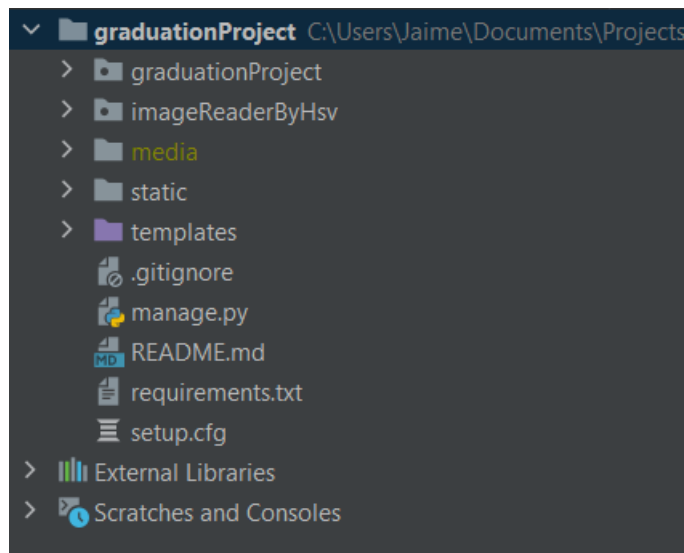 graduationProject C:\Users\Jaime\Documents\Projects
graduationProject
imageReaderByHsv
media
static
templates
.gitignore
manage.py
MD README.md
requirements.txt
setup.cfg
External Libraries
Scratches and Consoles